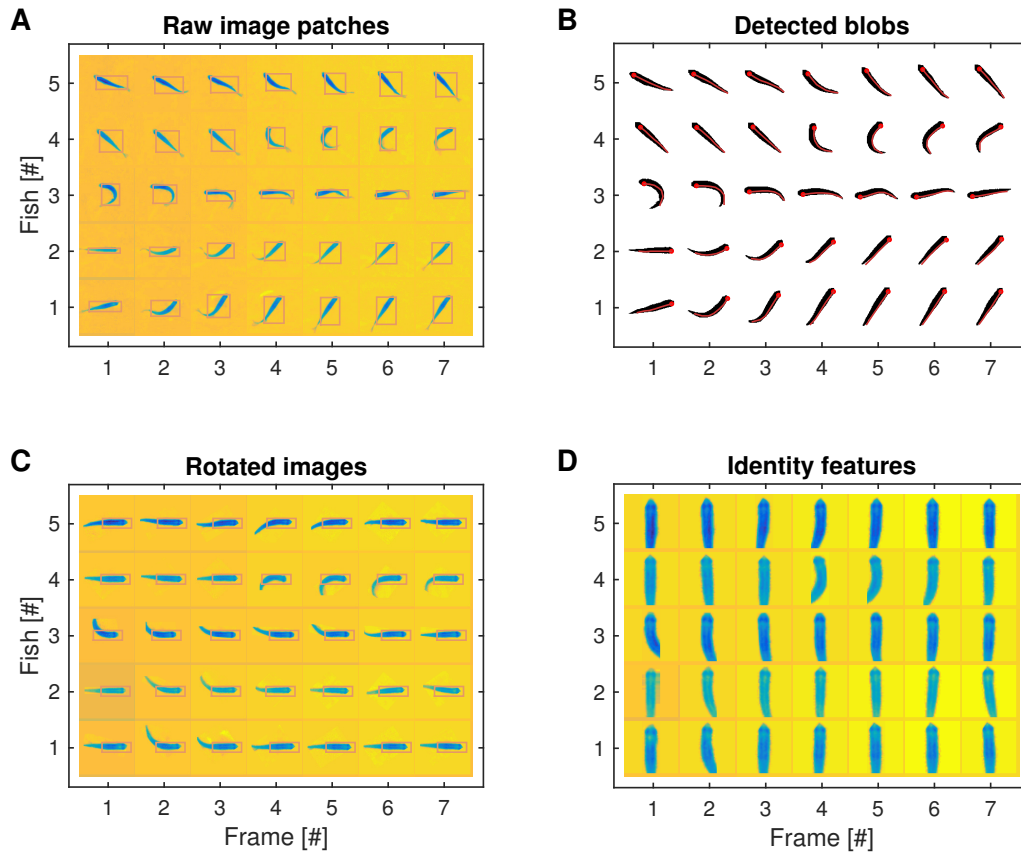 A
Raw image patches
Fish [#]
5
4
3
2
1
1 2 3 4 5 6 7
B
Detected blobs
5
4
3
2
1
1 2 3 4 5 6 7
C
Rotated images
Fish [#]
5
4
3
2
1
1 2 3 4 5 6 7
Frame [#]
D
Identity features
5
4
3
2
1
1 2 3 4 5 6 7
Frame [#]